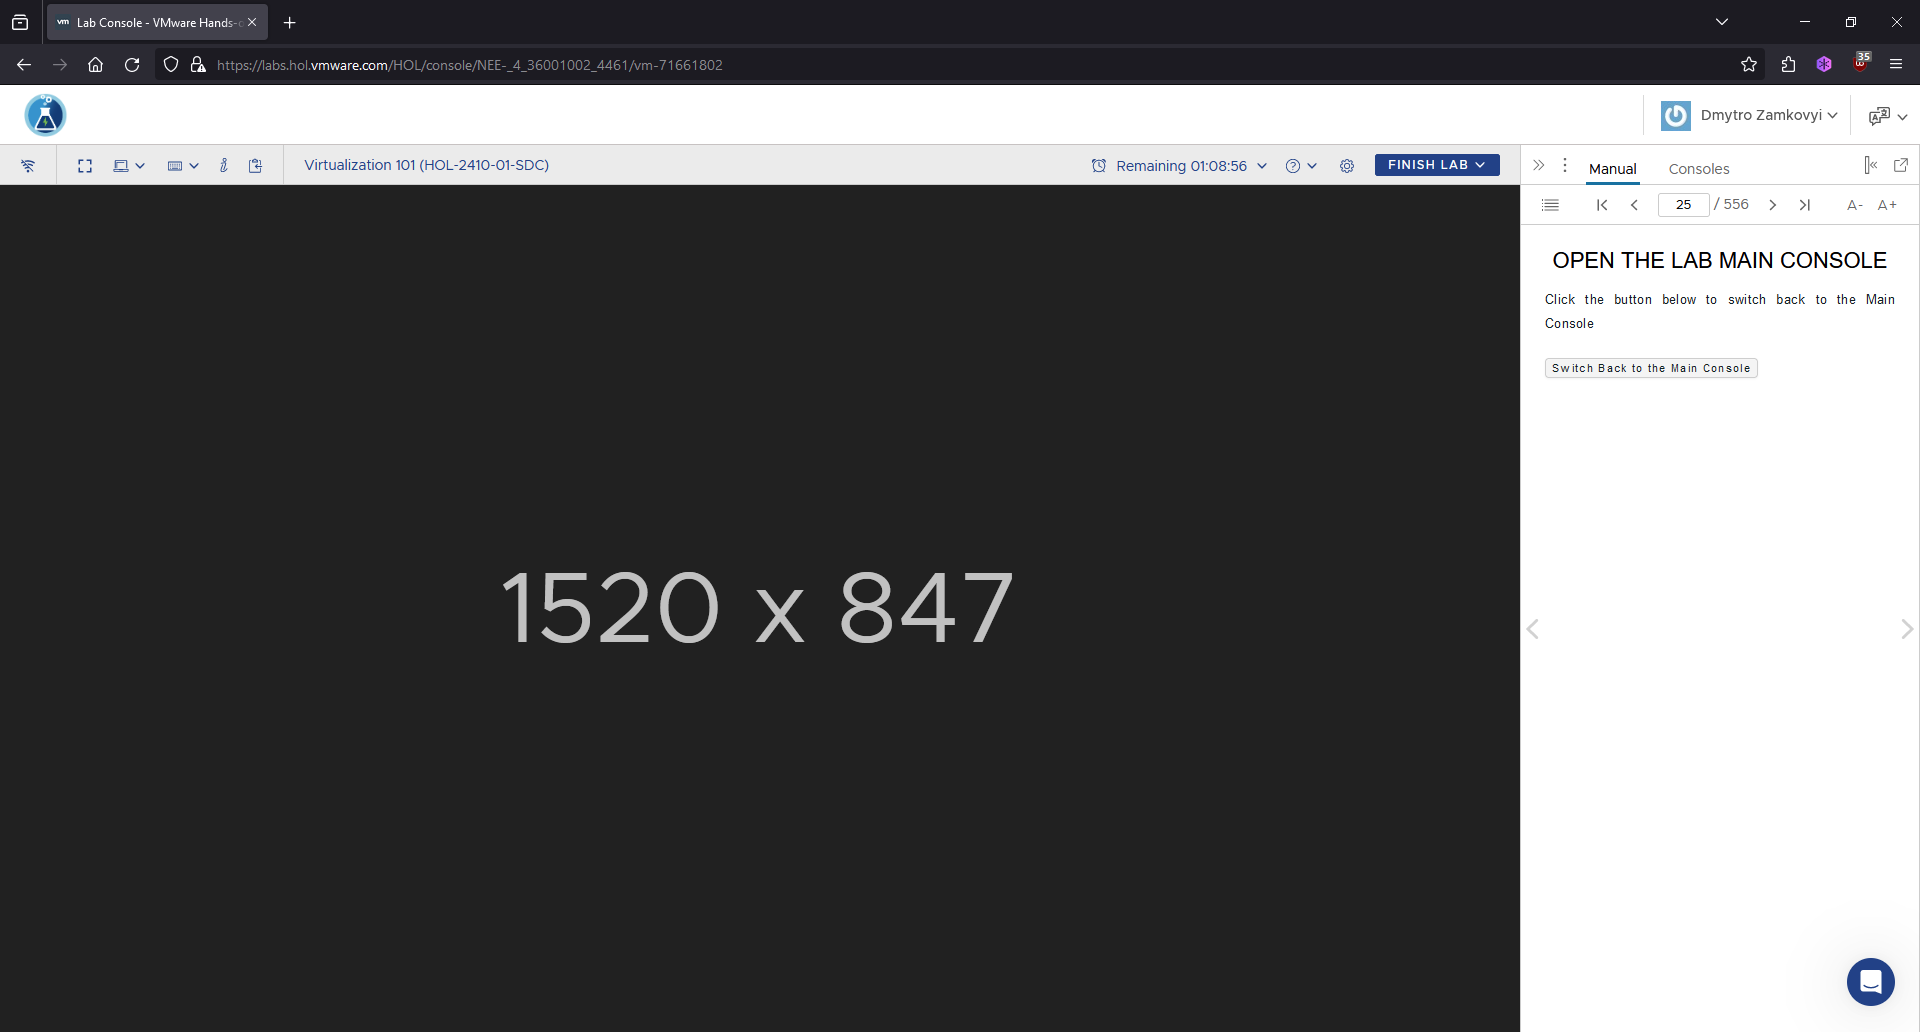 vm Lab Console - VMware Hands-
https://labs.hol.vmware.com/HOL/console/NEE-_4_36001002_4461/vm-71661802
35
Dmytro Zamkovyi
Virtualization 101 (HOL-2410-01-SDC)
Remaining 01:08:56
FINISH LAB
Manual
Consoles
25 / 556
A-
A+
OPEN THE LAB MAIN CONSOLE
Click the button below to switch back to the Main
Console
Switch Back to the Main Console
1520 x 847